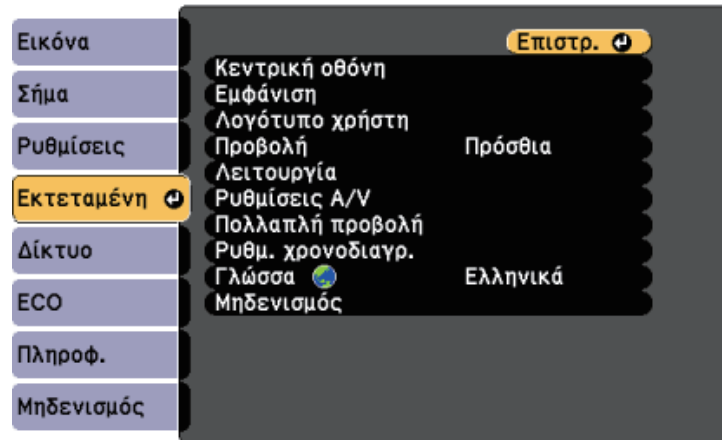 Εικόνα
Σήμα
Ρυθμίσεις
Εκτεταμένη
Δίκτυο
ECO
Πληροφ.
Μηδενισμός
Επιστρ.
Κεντρική οθόνη
Εμφάνιση
Λογότυπο χρήστη
Προβολή Πρόσθια
Λειτουργία
Ρυθμίσεις A/V
Πολλαπλή προβολή
Ρυθμ. χρονοδιαγρ.
Γλώσσα Ελληνικά
Μηδενισμός